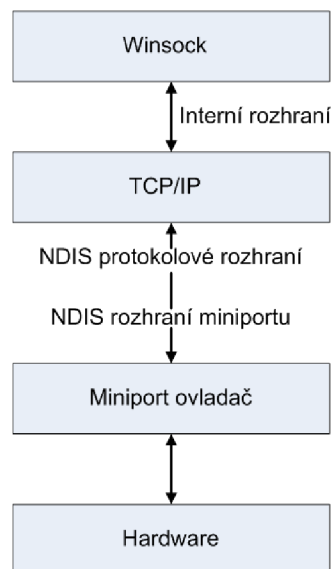 Winsock
Interní rozhraní
TCP/IP
NDIS protokolové rozhraní
NDIS rozhraní miniportu
Miniport ovladač
Hardware